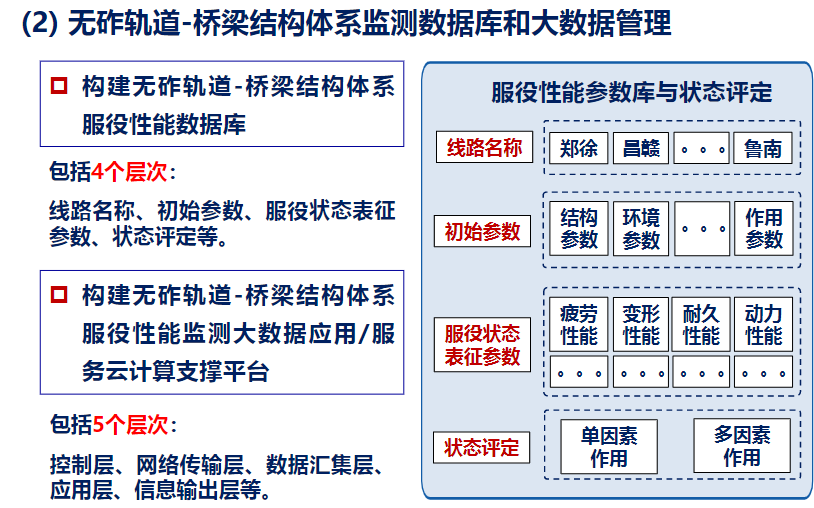 (2) 无砟轨道-桥梁结构体系监测数据库和大数据管理
构建无砟轨道-桥梁结构体系
服役性能数据库
包括4个层次：
线路名称、初始参数、服役状态表征
参数、状态评定等。
构建无砟轨道-桥梁结构体系
服役性能监测大数据应用/服
务云计算支撑平台
包括5个层次：
控制层、网络传输层、数据汇集层、
应用层、信息输出层等。
服役性能参数库与状态评定
线路名称
郑徐
昌赣
。。。
鲁南
初始参数
结构
参数
环境
参数
。。。
作用
参数
服役状态
表征参数
疲劳
性能
变形
性能
耐久
性能
动力
性能
。。。
。。。
。。。
。。。
状态评定
单因素
作用
多因素
作用